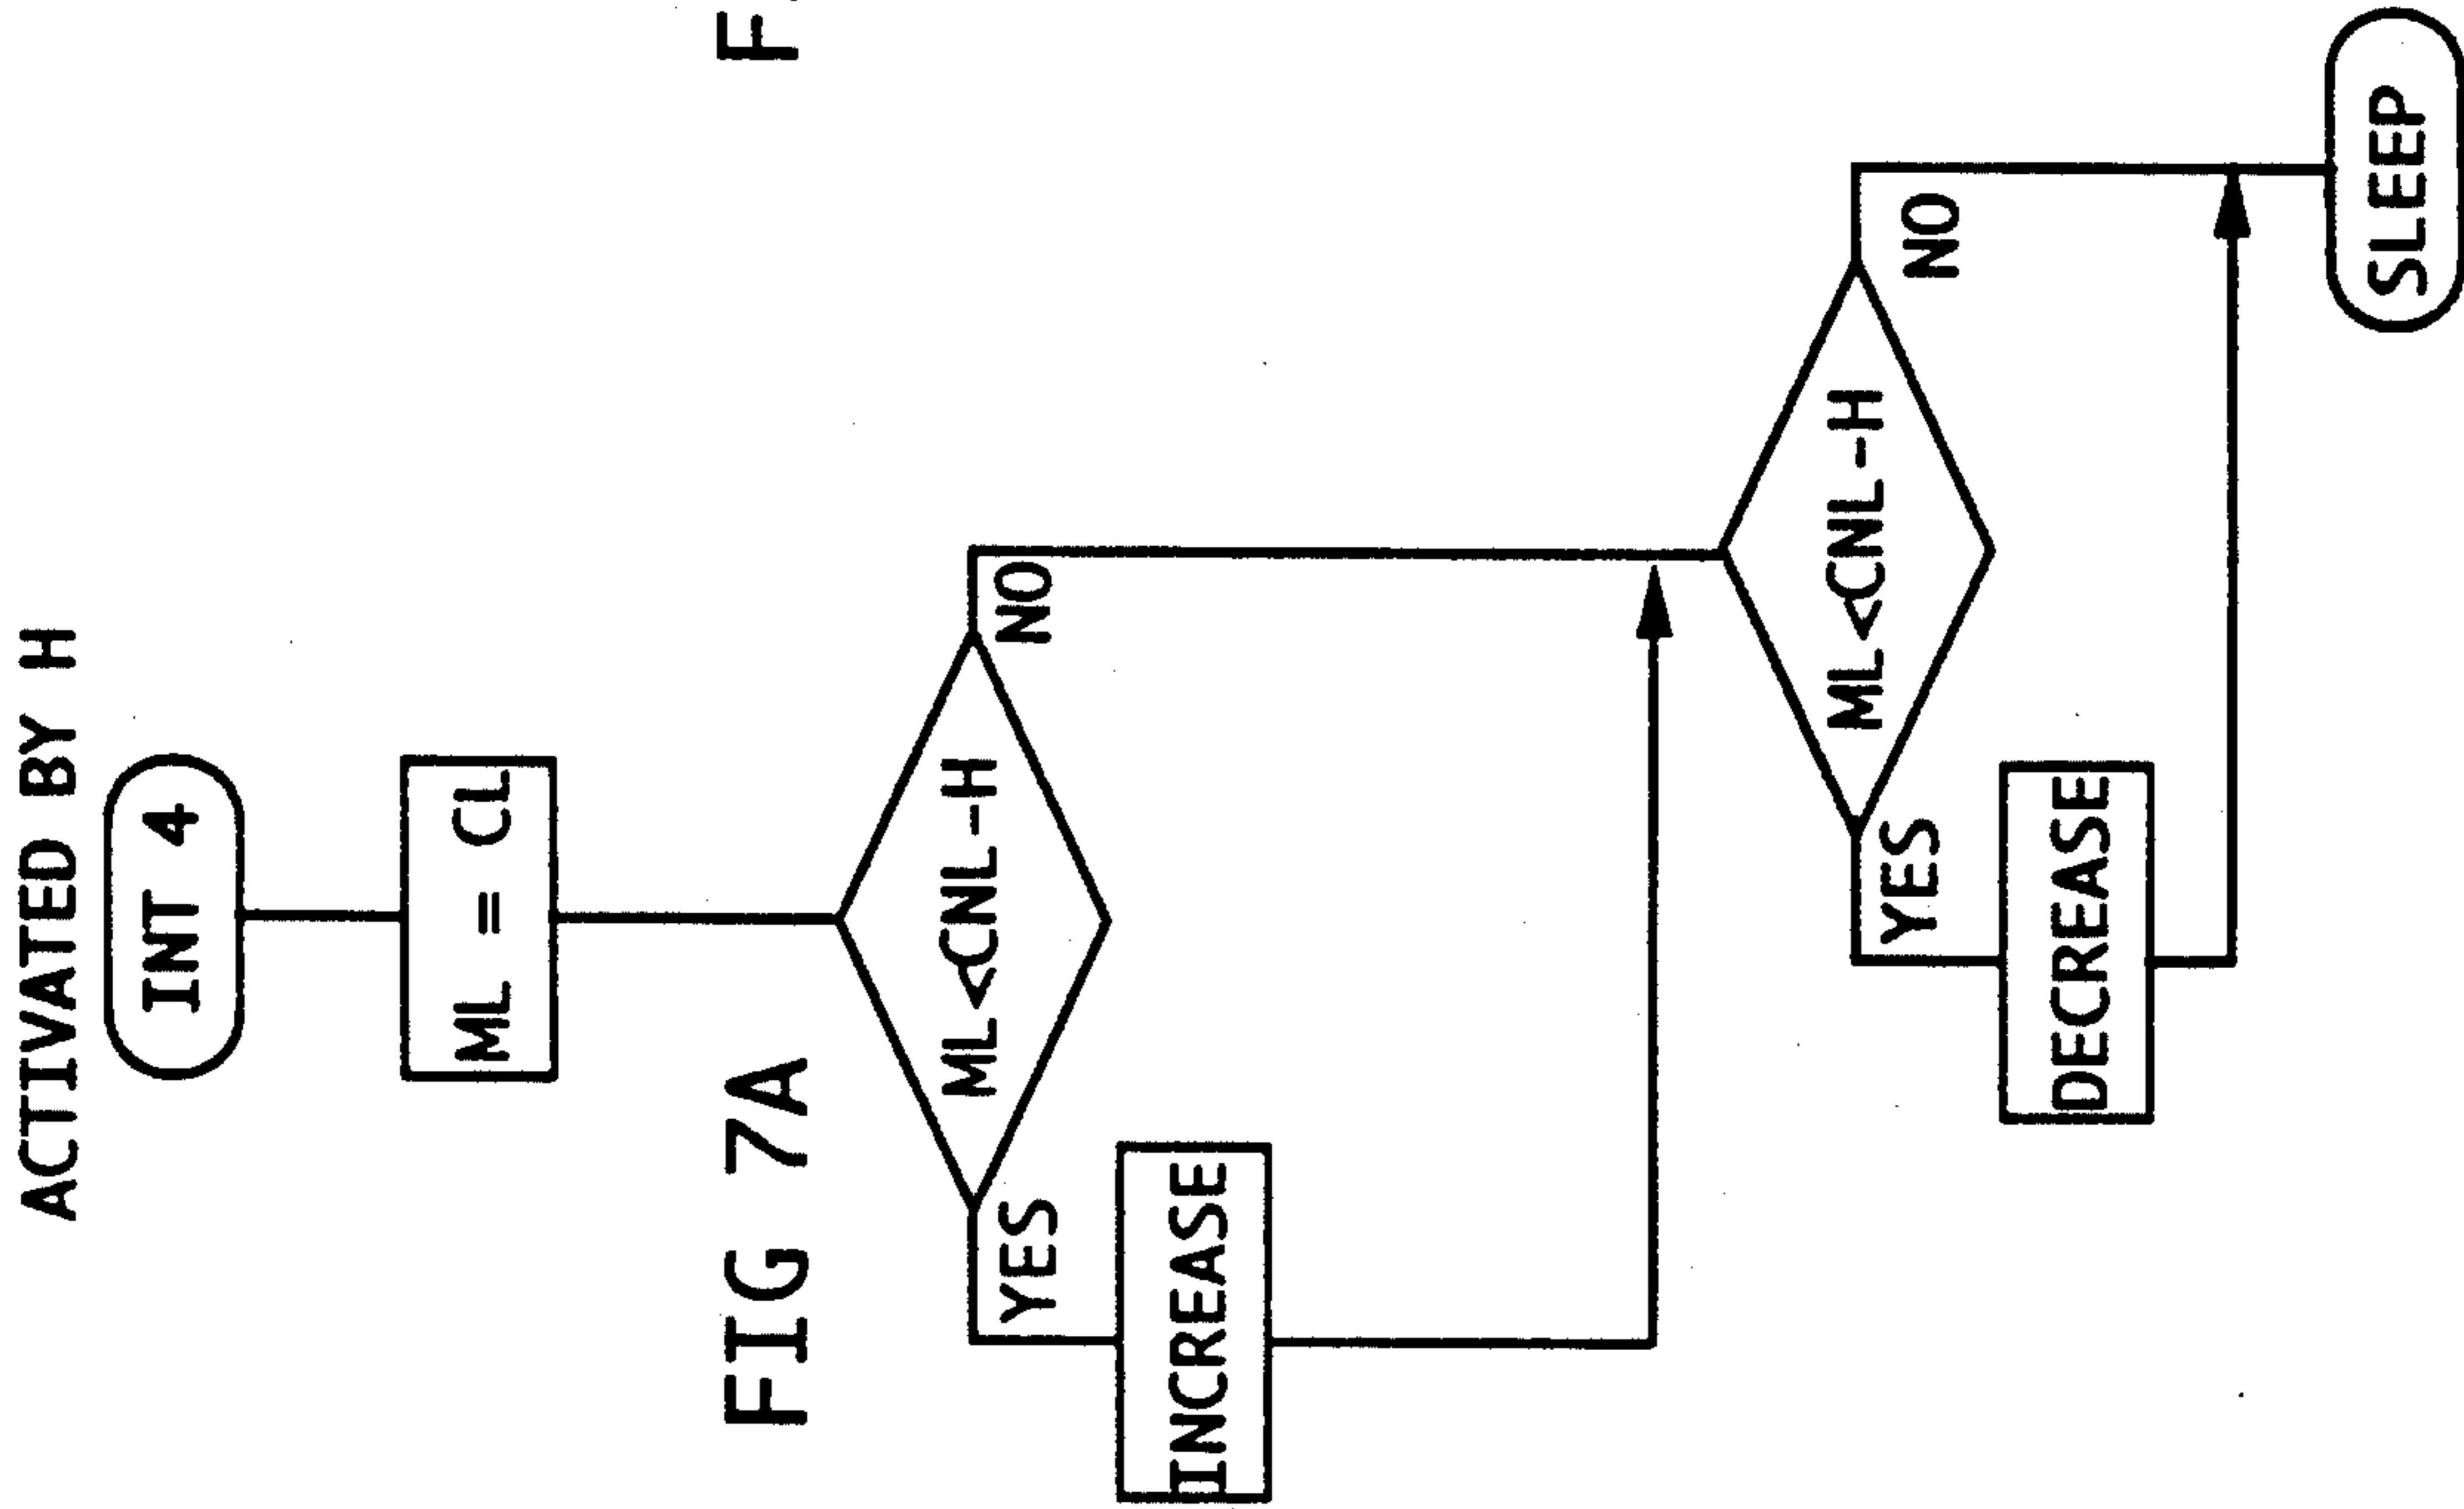 ACTIVATED BY H
INT 4
ML = CL
FIG 7A
F
ML<CNL-H
YES
NO
INCREASE
ML<CNL-H
YES
NO
DECREASE
SLEEP